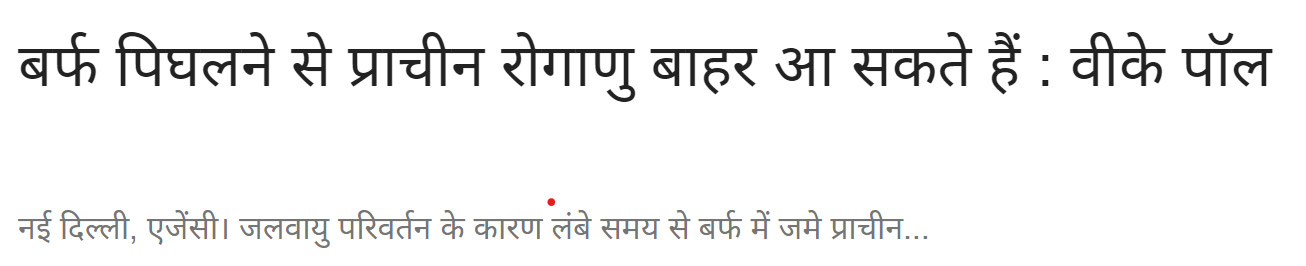 बर्फ पिघलने से प्राचीन रोगाणु बाहर आ सकते हैं : वीके पॉल
नई दिल्ली, एजेंसी। जलवायु परिवर्तन के कारण लंबे समय से बर्फ में जमे प्राचीन...